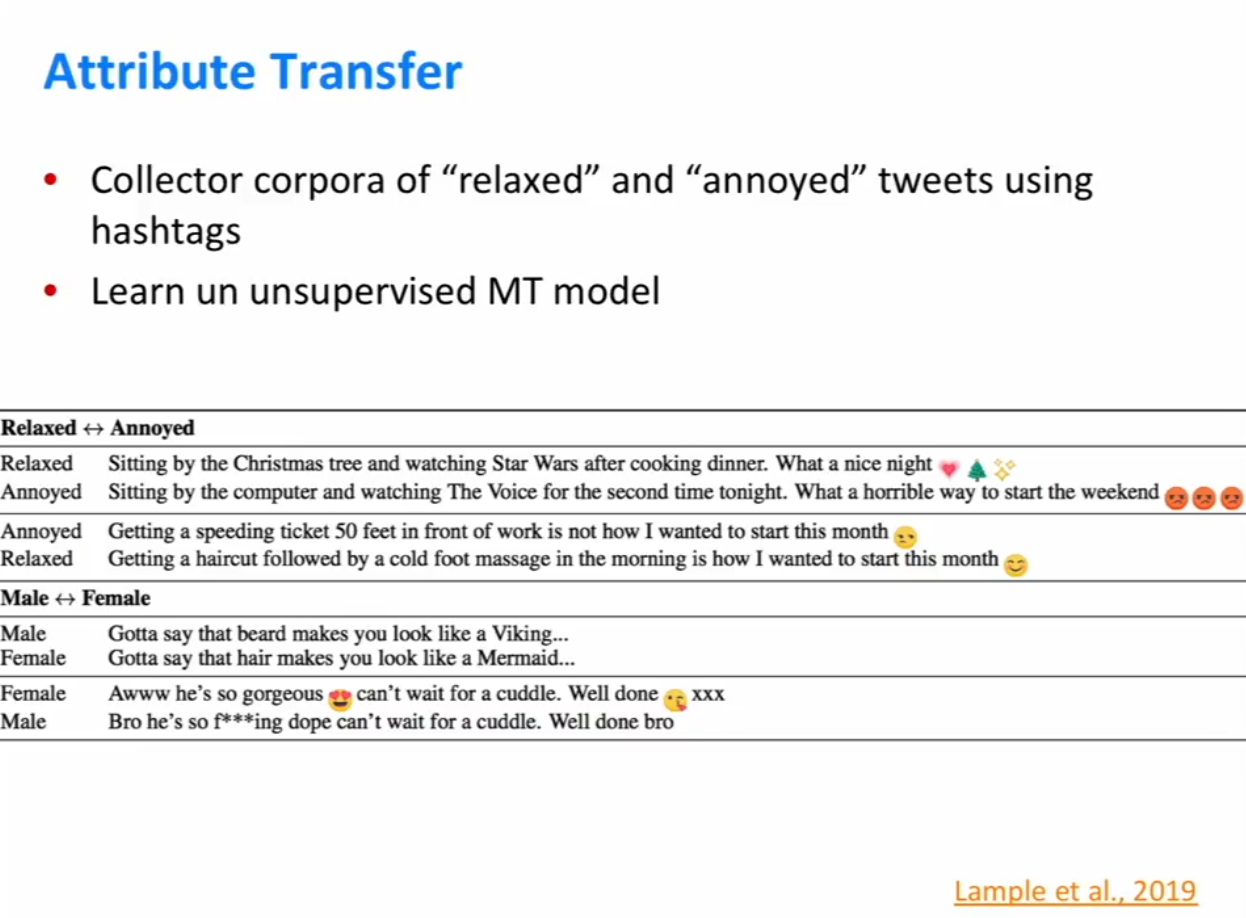 Attribute Transfer
• Collector corpora of “relaxed” and “annoyed” tweets using
hashtags
• Learn un unsupervised MT model
Relaxed ↔ Annoyed
Relaxed Sitting by the Christmas tree and watching Star Wars after cooking dinner. What a nice night 💗🎄✨
Annoyed Sitting by the computer and watching The Voice for the second time tonight. What a horrible way to start the weekend 😡😡😡
Annoyed Getting a speeding ticket 50 feet in front of work is not how I wanted to start this month 😒
Relaxed Getting a haircut followed by a cold foot massage in the morning is how I wanted to start this month 😊
Male ↔ Female
Male Gotta say that beard makes you look like a Viking...
Female Gotta say that hair makes you look like a Mermaid...
Female Awww he’s so gorgeous 😍 can’t wait for a cuddle. Well done 😘 xxx
Male Bro he’s so f***ing dope can’t wait for a cuddle. Well done bro
Lample et al., 2019